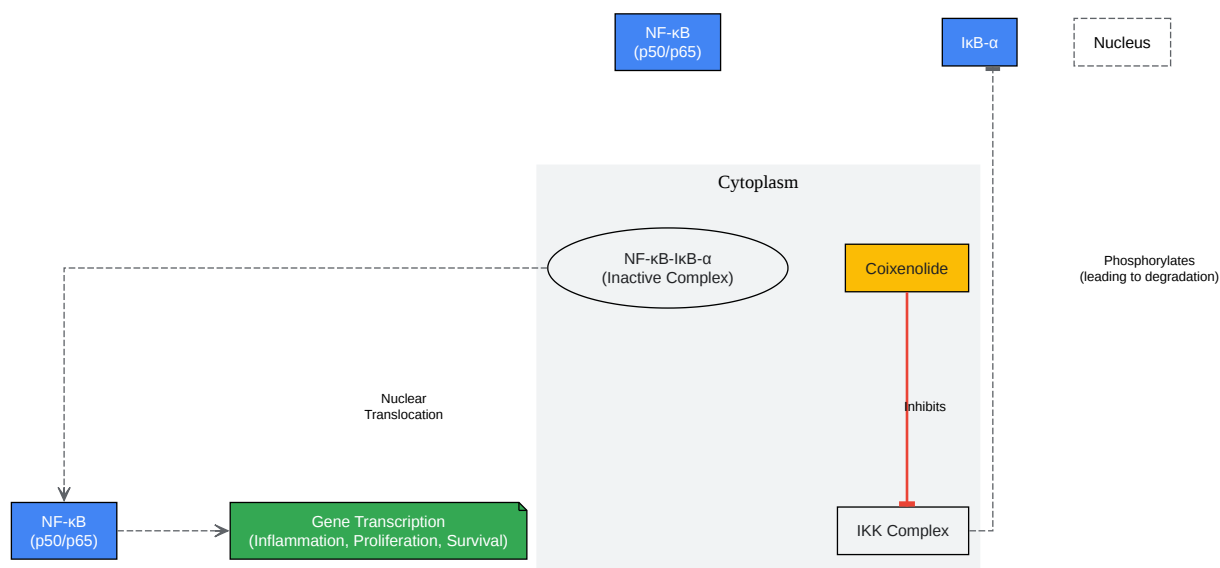 NF-κB
(p50/p65)
IκB-α
Nucleus
Cytoplasm
NF-κB-IκB-α
(Inactive Complex)
Coixenolide
Phosphorylates
(leading to degradation)
Nuclear
Translocation
Inhibits
NF-κB
(p50/p65)
Gene Transcription
(Inflammation, Proliferation, Survival)
IKK Complex